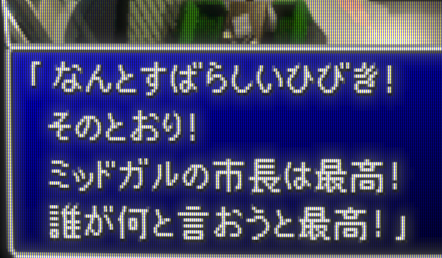 「なんとすばらしいひびき!
そのとおり!
ミッドガルの市長は最高!
誰が何と言おうと最高!」